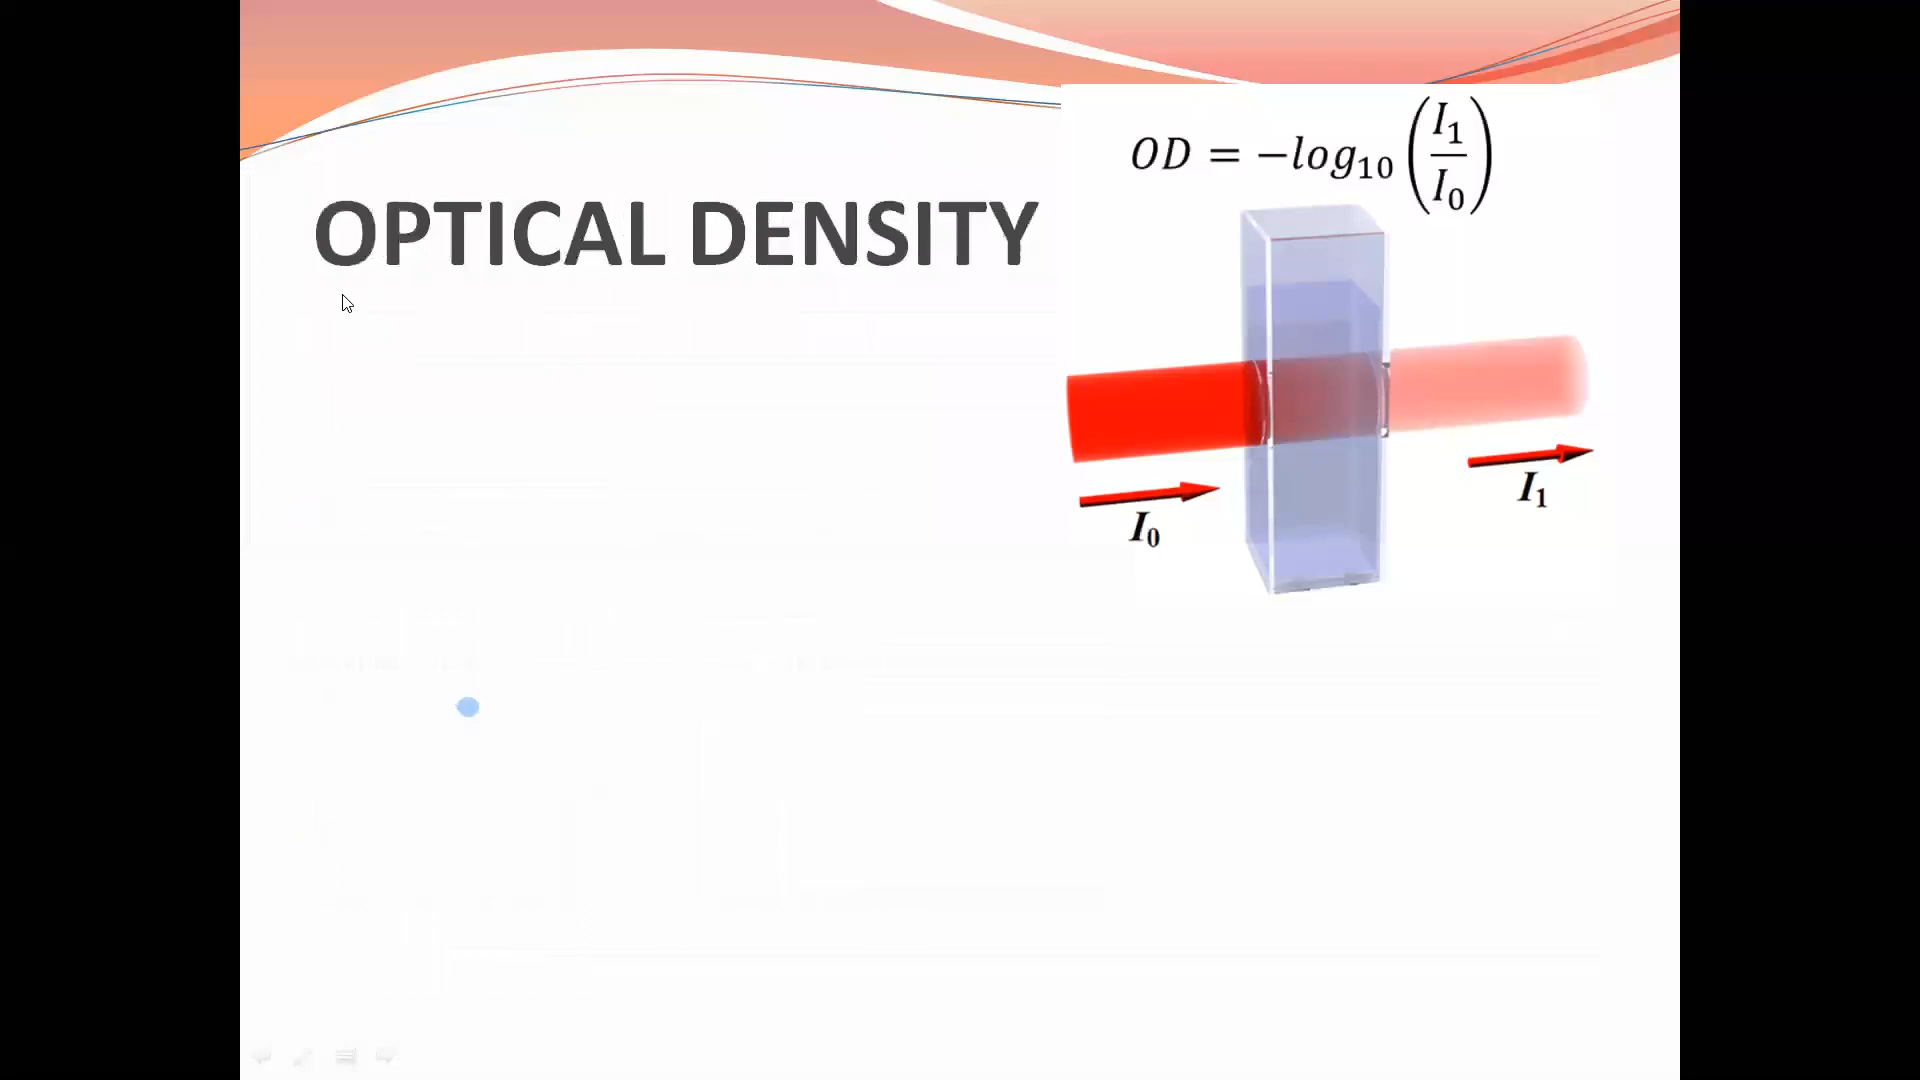 OD = −log₁₀ (I₁/I₀)
OPTICAL DENSITY
I₁
I₀